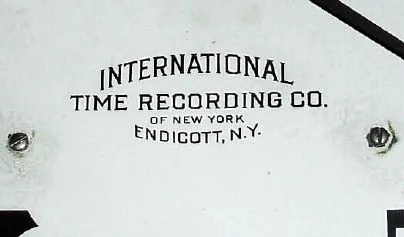 INTERNATIONAL
TIME RECORDING CO.
OF NEW YORK
ENDICOTT, N.Y.